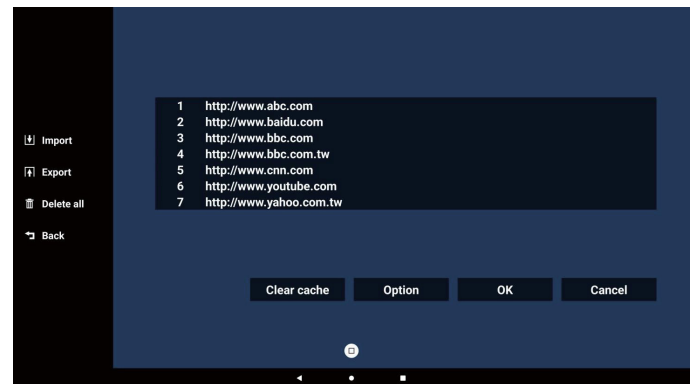 Import
Export
Delete all
Back
1 http://www.abc.com
2 http://www.baidu.com
3 http://www.bbc.com
4 http://www.bbc.com.tw
5 http://www.cnn.com
6 http://www.youtube.com
7 http://www.yahoo.com.tw
Clear cache
Option
OK
Cancel